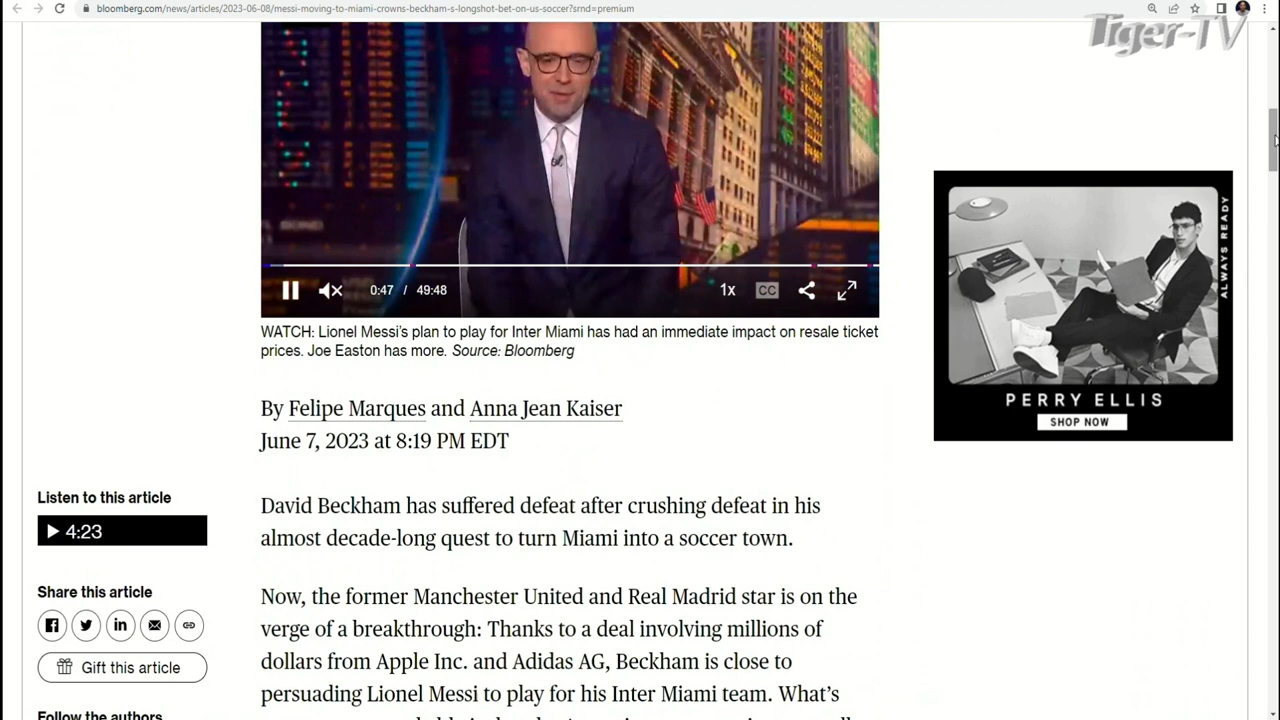 bloomberg.com/news/articles/2023-06-08/messi-moving-to-miami-crowns-beckham-s-longshot-bet-on-us-soccer?srnd=premium
Tiger-TV
0:47 / 49:48
1x
CC
WATCH: Lionel Messi's plan to play for Inter Miami has had an immediate impact on resale ticket
prices. Joe Easton has more. Source: Bloomberg
ALWAYS READY
PERRY ELLIS
SHOP NOW
By Felipe Marques and Anna Jean Kaiser
June 7, 2023 at 8:19 PM EDT
Listen to this article
4:23
Share this article
Gift this article
Follow the authors
David Beckham has suffered defeat after crushing defeat in his
almost decade-long quest to turn Miami into a soccer town.
Now, the former Manchester United and Real Madrid star is on the
verge of a breakthrough: Thanks to a deal involving millions of
dollars from Apple Inc. and Adidas AG, Beckham is close to
persuading Lionel Messi to play for his Inter Miami team. What's